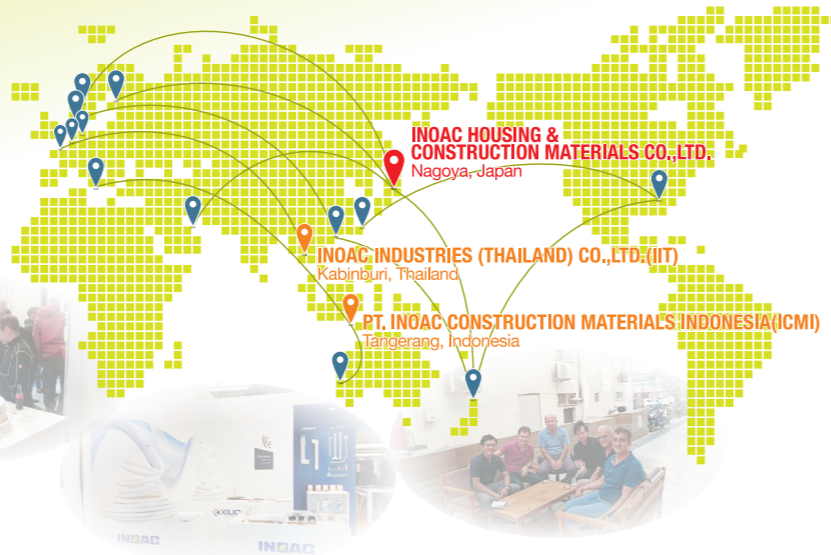 INOAC HOUSING &
CONSTRUCTION MATERIALS CO.,LTD.
Nagoya, Japan
INOAC INDUSTRIES (THAILAND) CO.,LTD.(IIT)
Kabinburi, Thailand
PT. INOAC CONSTRUCTION MATERIALS INDONESIA(ICMI)
Tangerang, Indonesia
INOAC
INOAC